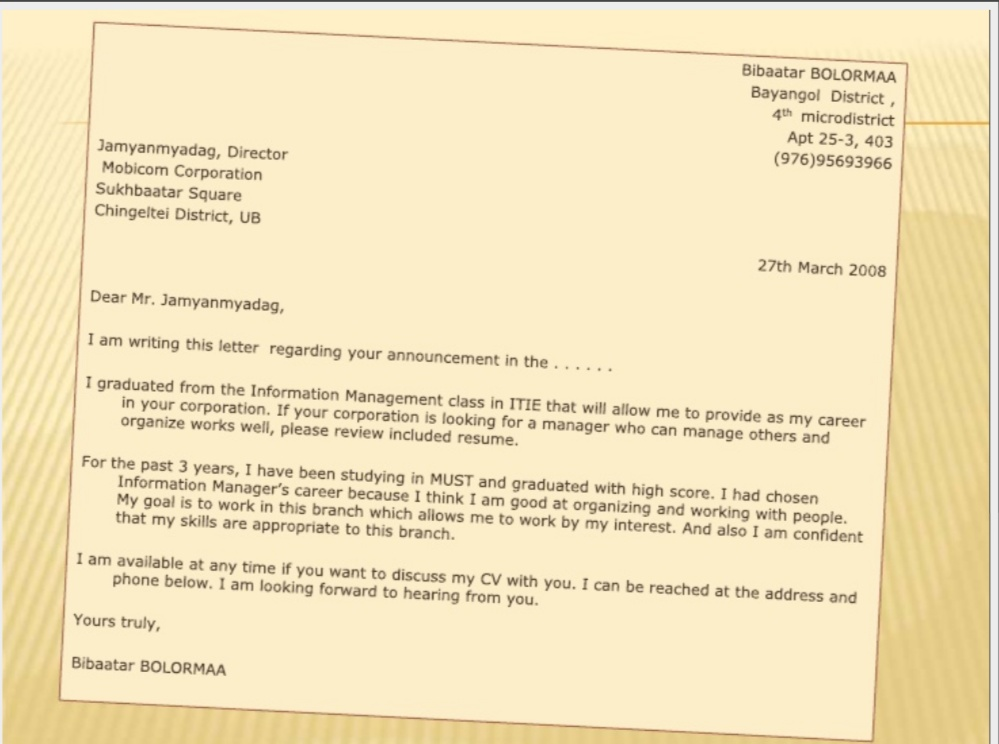 Bibaatar BOLORMAA
Bayangol District ,
4th microdistrict
Apt 25-3, 403
(976)95693966
Jamyanmyadag, Director
Mobicom Corporation
Sukhbaatar Square
Chingeltei District, UB
27th March 2008
Dear Mr. Jamyanmyadag,
I am writing this letter regarding your announcement in the . . . . . .
I graduated from the Information Management class in ITIE that will allow me to provide as my career
in your corporation. If your corporation is looking for a manager who can manage others and
organize works well, please review included resume.
For the past 3 years, I have been studying in MUST and graduated with high score. I had chosen
Information Manager's career because I think I am good at organizing and working with people.
My goal is to work in this branch which allows me to work by my interest. And also I am confident
that my skills are appropriate to this branch.
I am available at any time if you want to discuss my CV with you. I can be reached at the address and
phone below. I am looking forward to hearing from you.
Yours truly,
Bibaatar BOLORMAA